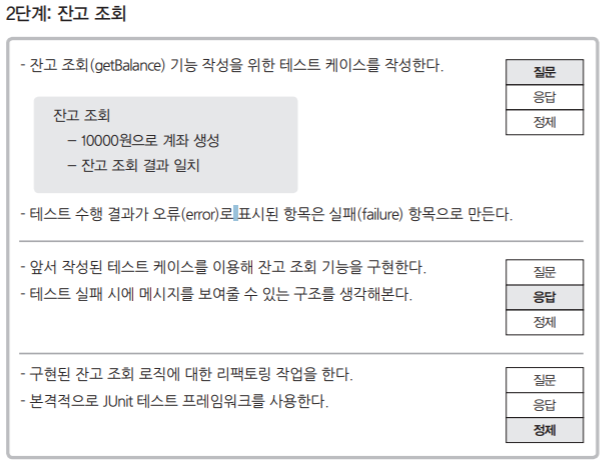 2단계: 잔고 조회
- 잔고 조회(getBalance) 기능 작성을 위한 테스트 케이스를 작성한다.
질문
응답
정제
잔고 조회
– 10000원으로 계좌 생성
– 잔고 조회 결과 일치
- 테스트 수행 결과가 오류(error)로 표시된 항목은 실패(failure) 항목으로 만든다.
- 앞서 작성된 테스트 케이스를 이용해 잔고 조회 기능을 구현한다.
- 테스트 실패 시에 메시지를 보여줄 수 있는 구조를 생각해본다.
질문
응답
정제
- 구현된 잔고 조회 로직에 대한 리팩토링 작업을 한다.
- 본격적으로 JUnit 테스트 프레임워크를 사용한다.
질문
응답
정제